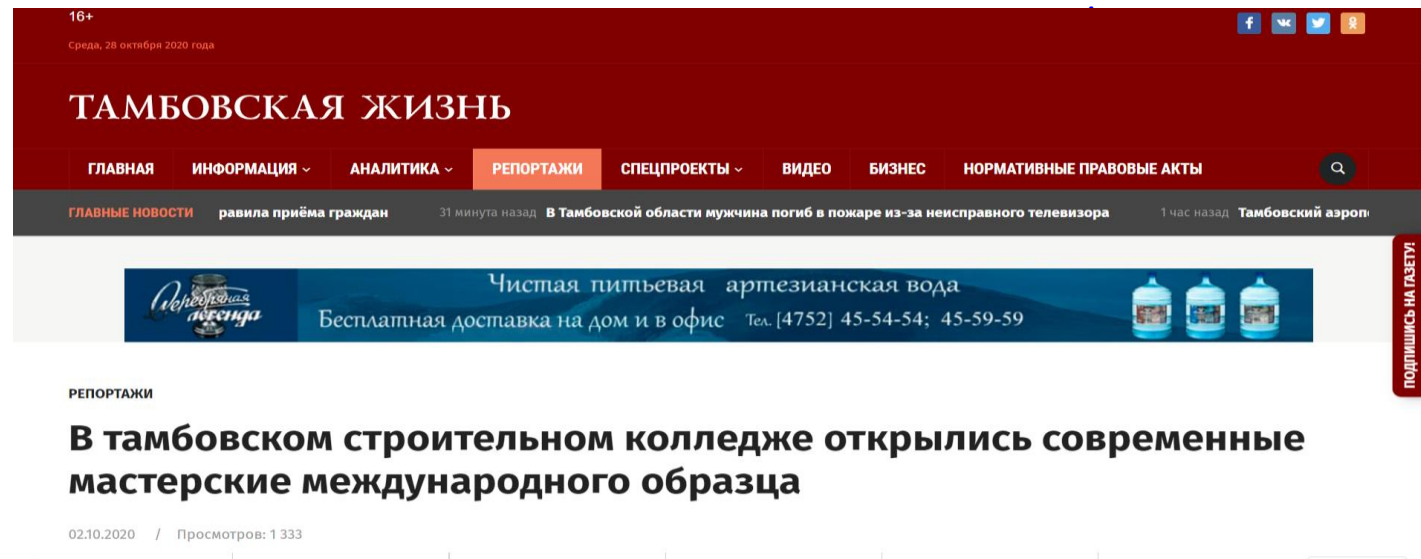 16+
Среда, 28 октября 2020 года
ТАМБОВСКАЯ ЖИЗНЬ
ГЛАВНАЯ ИНФОРМАЦИЯ АНАЛИТИКА РЕПОРТАЖИ СПЕЦПРОЕКТЫ ВИДЕО БИЗНЕС НОРМАТИВНЫЕ ПРАВОВЫЕ АКТЫ
ГЛАВНЫЕ НОВОСТИ равила приёма граждан 31 минута назад В Тамбовской области мужчина погиб в пожаре из-за неисправного телевизора 1 час назад Тамбовский аэроп
ПОДПИШИСЬ НА ГАЗЕТУ!
Серебряная легенда
Чистая питьевая артезианская вода
Бесплатная доставка на дом и в офис Тел. [4752] 45-54-54; 45-59-59
РЕПОРТАЖИ
В тамбовском строительном колледже открылись современные
мастерские международного образца
02.10.2020 / Просмотров: 1 333